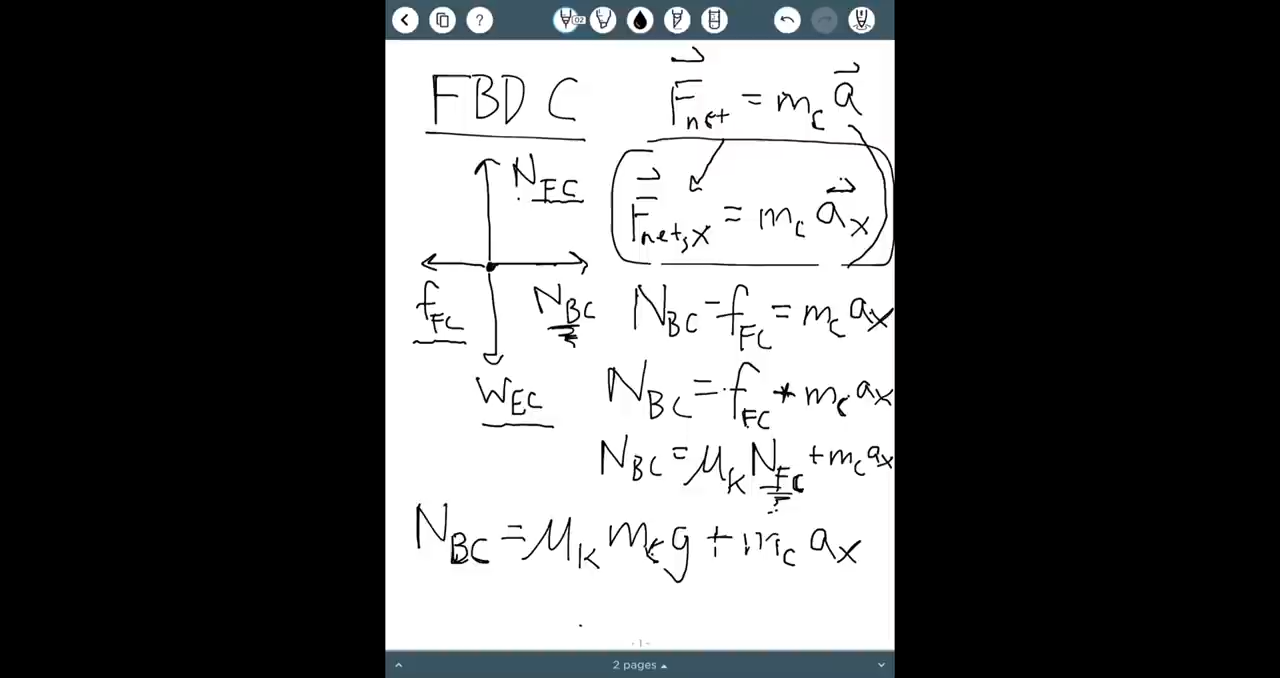 FBD C
F⃗net = mc a⃗
NFC
F⃗net,x = mc a⃗x
fFC
NBC
WEC
NBC - fFC = mc ax
NBC = fFC + mc ax
NBC = μk NFC + mc ax
NBC = μk mc g + mc ax
- 1 -
2 pages